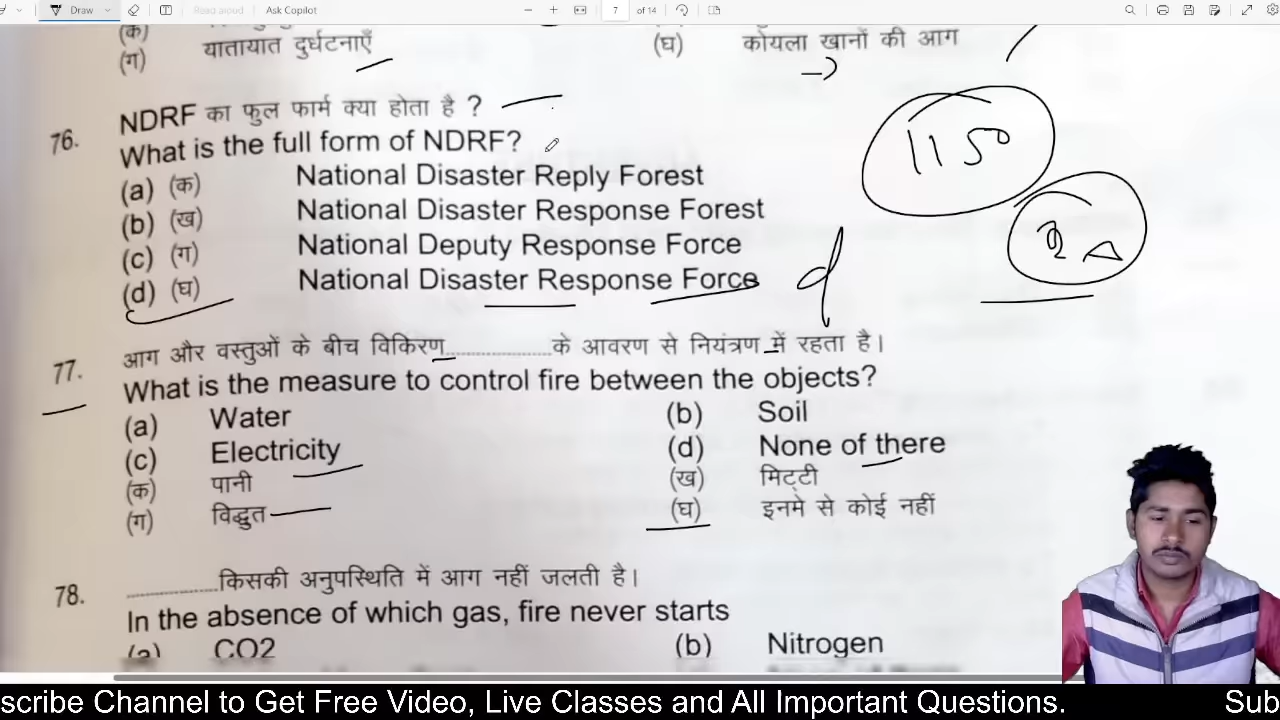 Draw
Read aloud
Ask Copilot
7 of 14
(क)
(ग) यातायात दुर्घटनाएँ (घ) कोयला खानों की आग
1150
76. NDRF का फुल फार्म क्या होता है ?
What is the full form of NDRF?
(a) (क) National Disaster Reply Forest
(b) (ख) National Disaster Response Forest
(c) (ग) National Deputy Response Force
(d) (घ) National Disaster Response Force
d
77. आग और वस्तुओं के बीच विकिरण..................के आवरण से नियंत्रण में रहता है।
What is the measure to control fire between the objects?
(a) Water (b) Soil
(c) Electricity (d) None of there
(क) पानी (ख) मिट्टी
(ग) विद्धुत (घ) इनमे से कोई नहीं
78. ...............किसकी अनुपस्थिति में आग नहीं जलती है।
In the absence of which gas, fire never starts
(a) CO2 (b) Nitrogen
scribe Channel to Get Free Video, Live Classes and All Important Questions. Sub